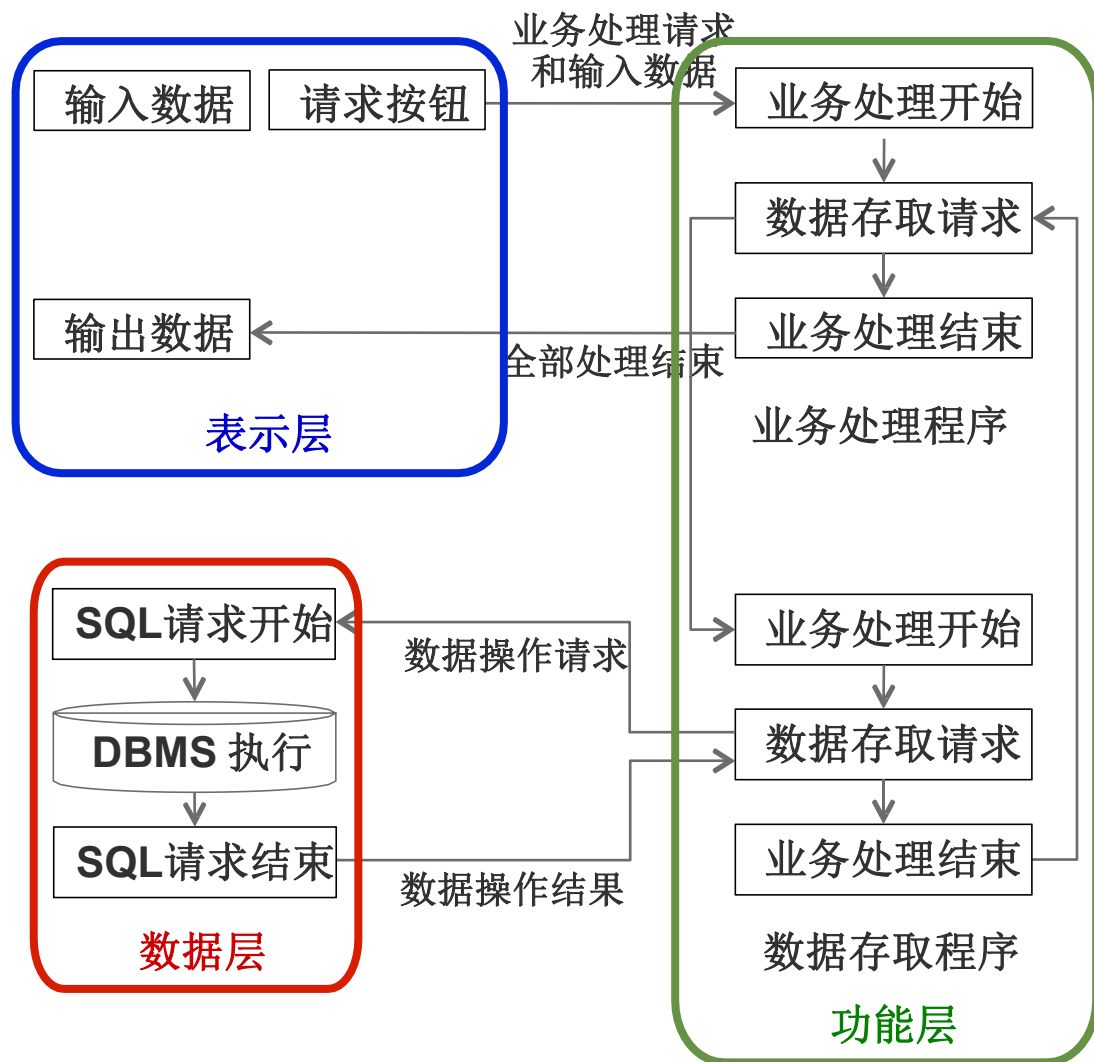 业务处理请求
和输入数据
输入数据
请求按钮
业务处理开始
数据存取请求
输出数据
业务处理结束
全部处理结束
表示层
业务处理程序
SQL请求开始
业务处理开始
数据操作请求
DBMS 执行
数据存取请求
SQL请求结束
业务处理结束
数据操作结果
数据层
数据存取程序
功能层